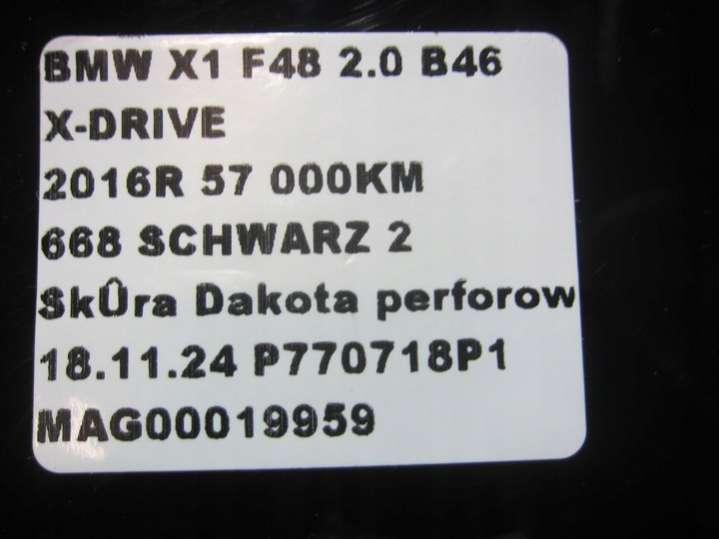 BMW X1 F48 2.0 B46
X-DRIVE
2016R 57 000KM
668 SCHWARZ 2
SkÛra Dakota perforow
18.11.24 P770718P1
MAG00019959